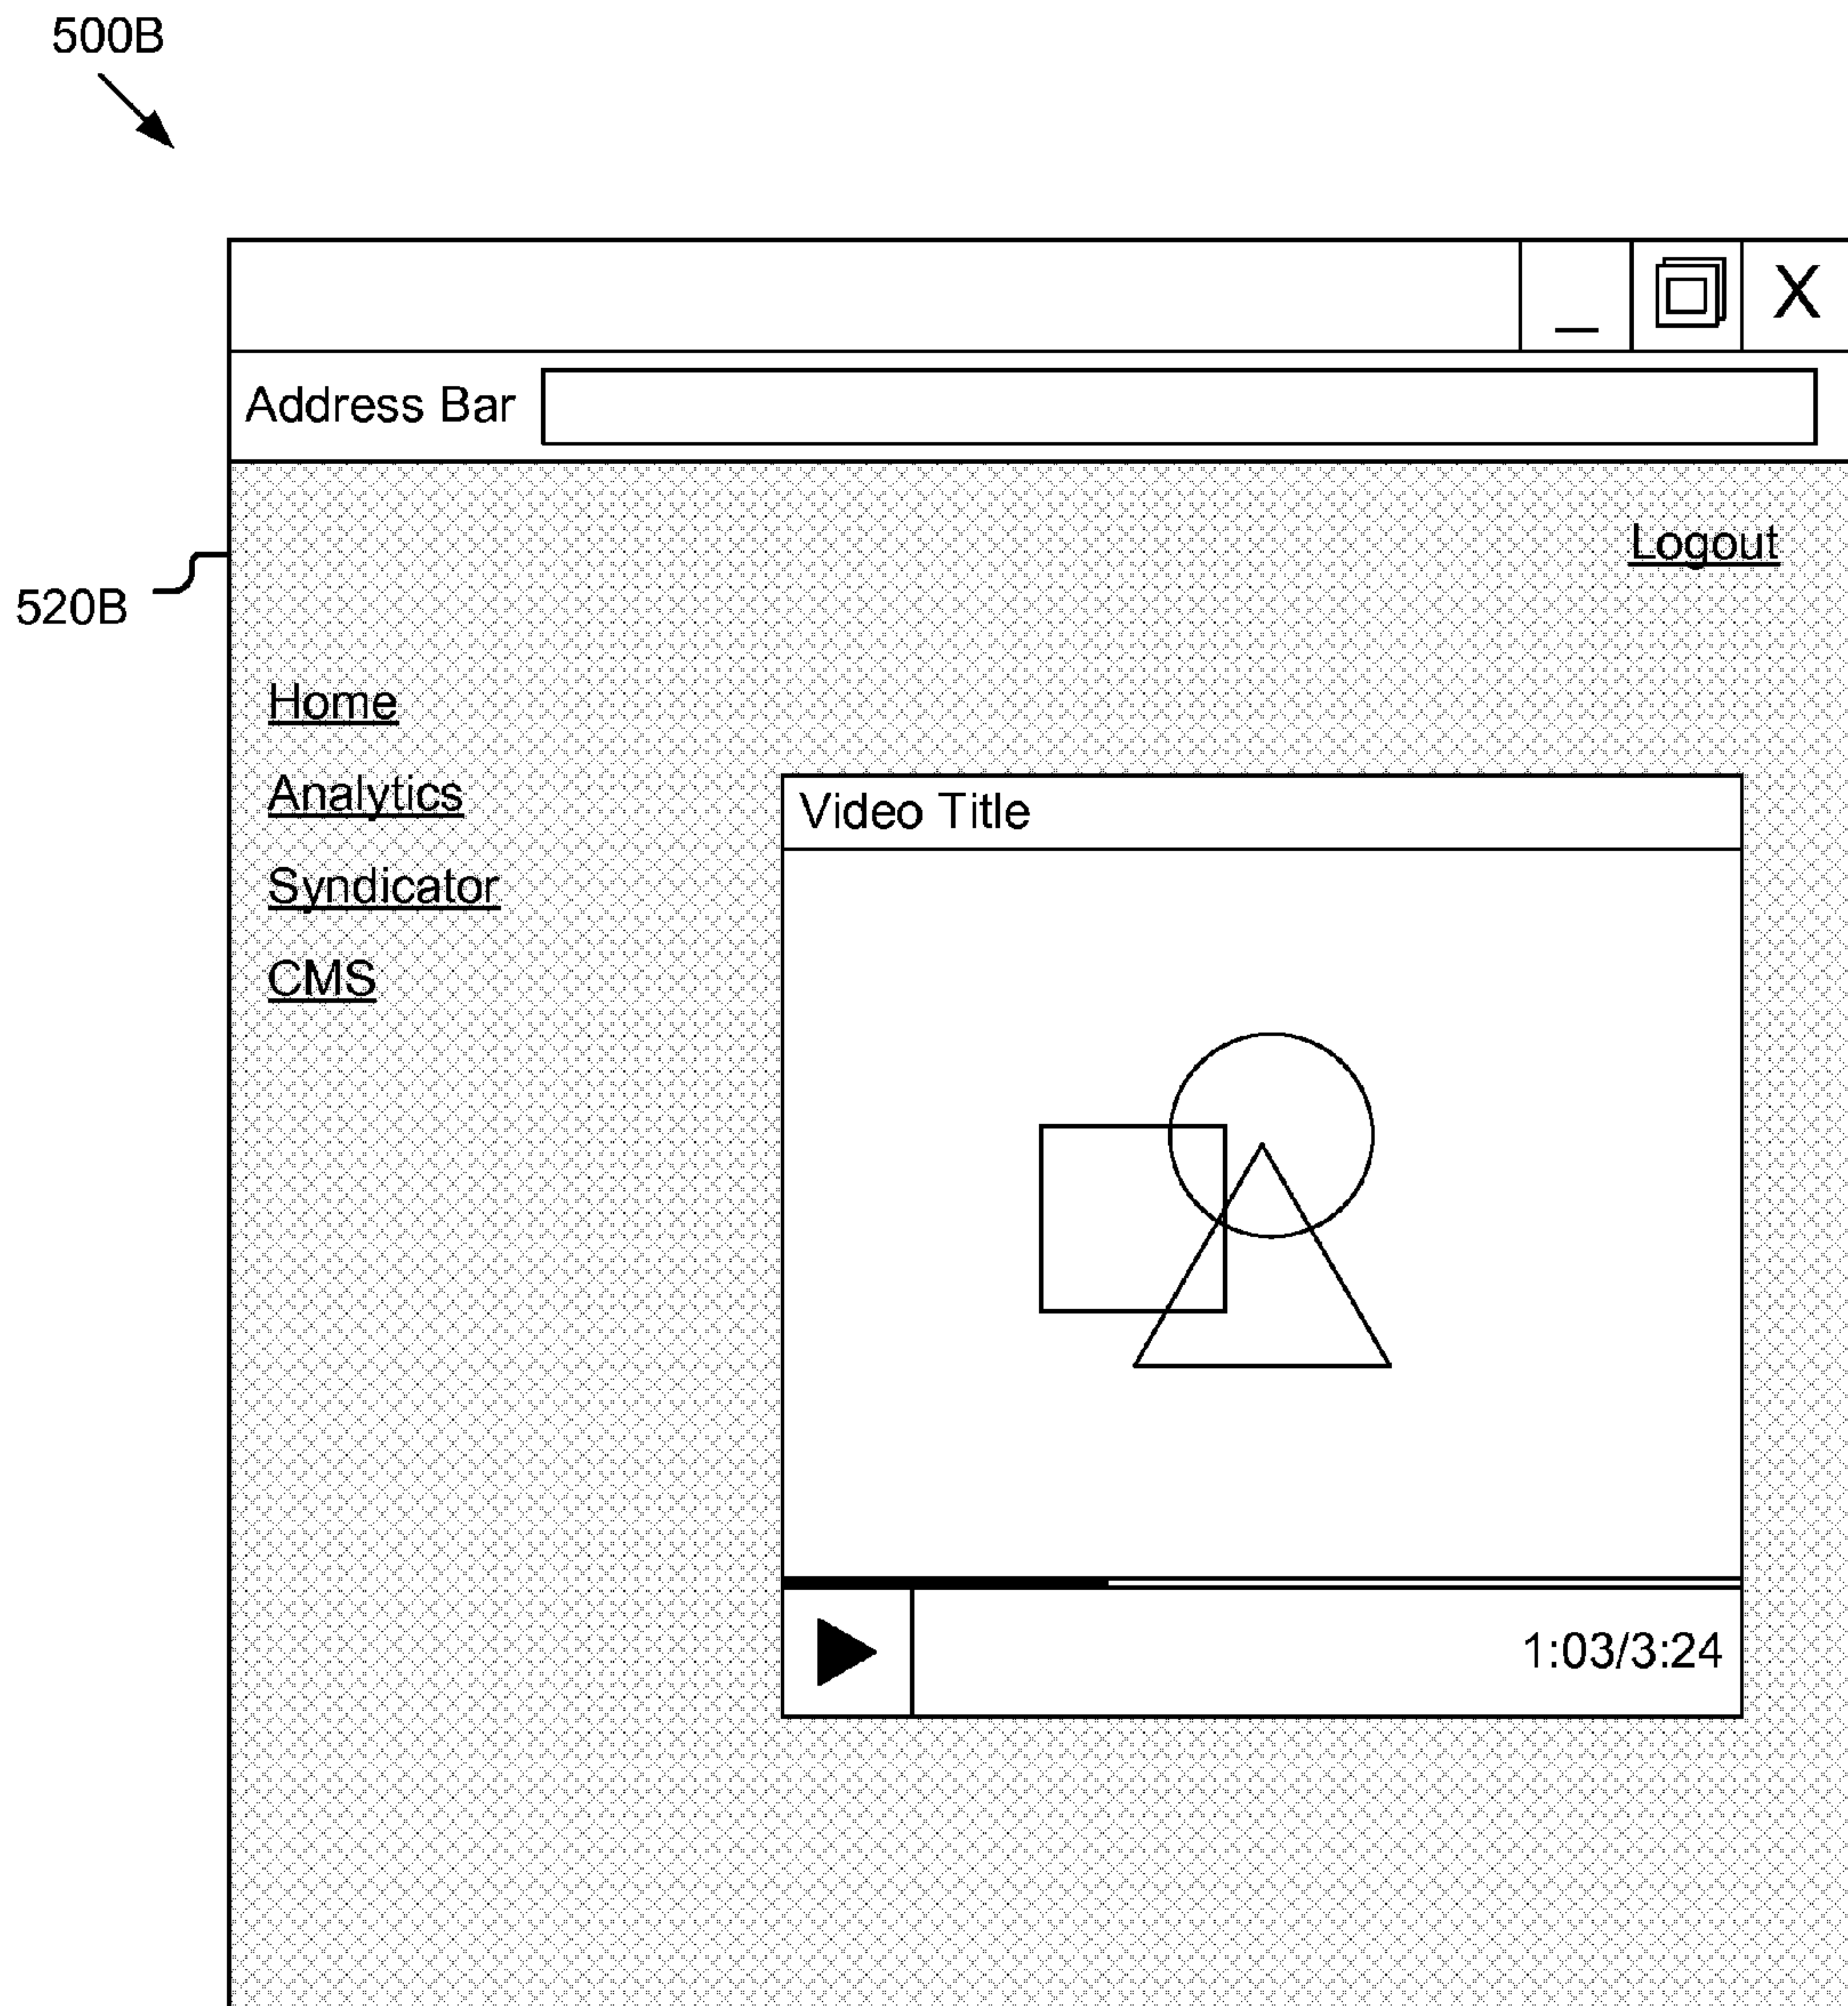 500B
_ X
Address Bar
Logout
520B
Home
Analytics
Syndicator
CMS
Video Title
1:03/3:24